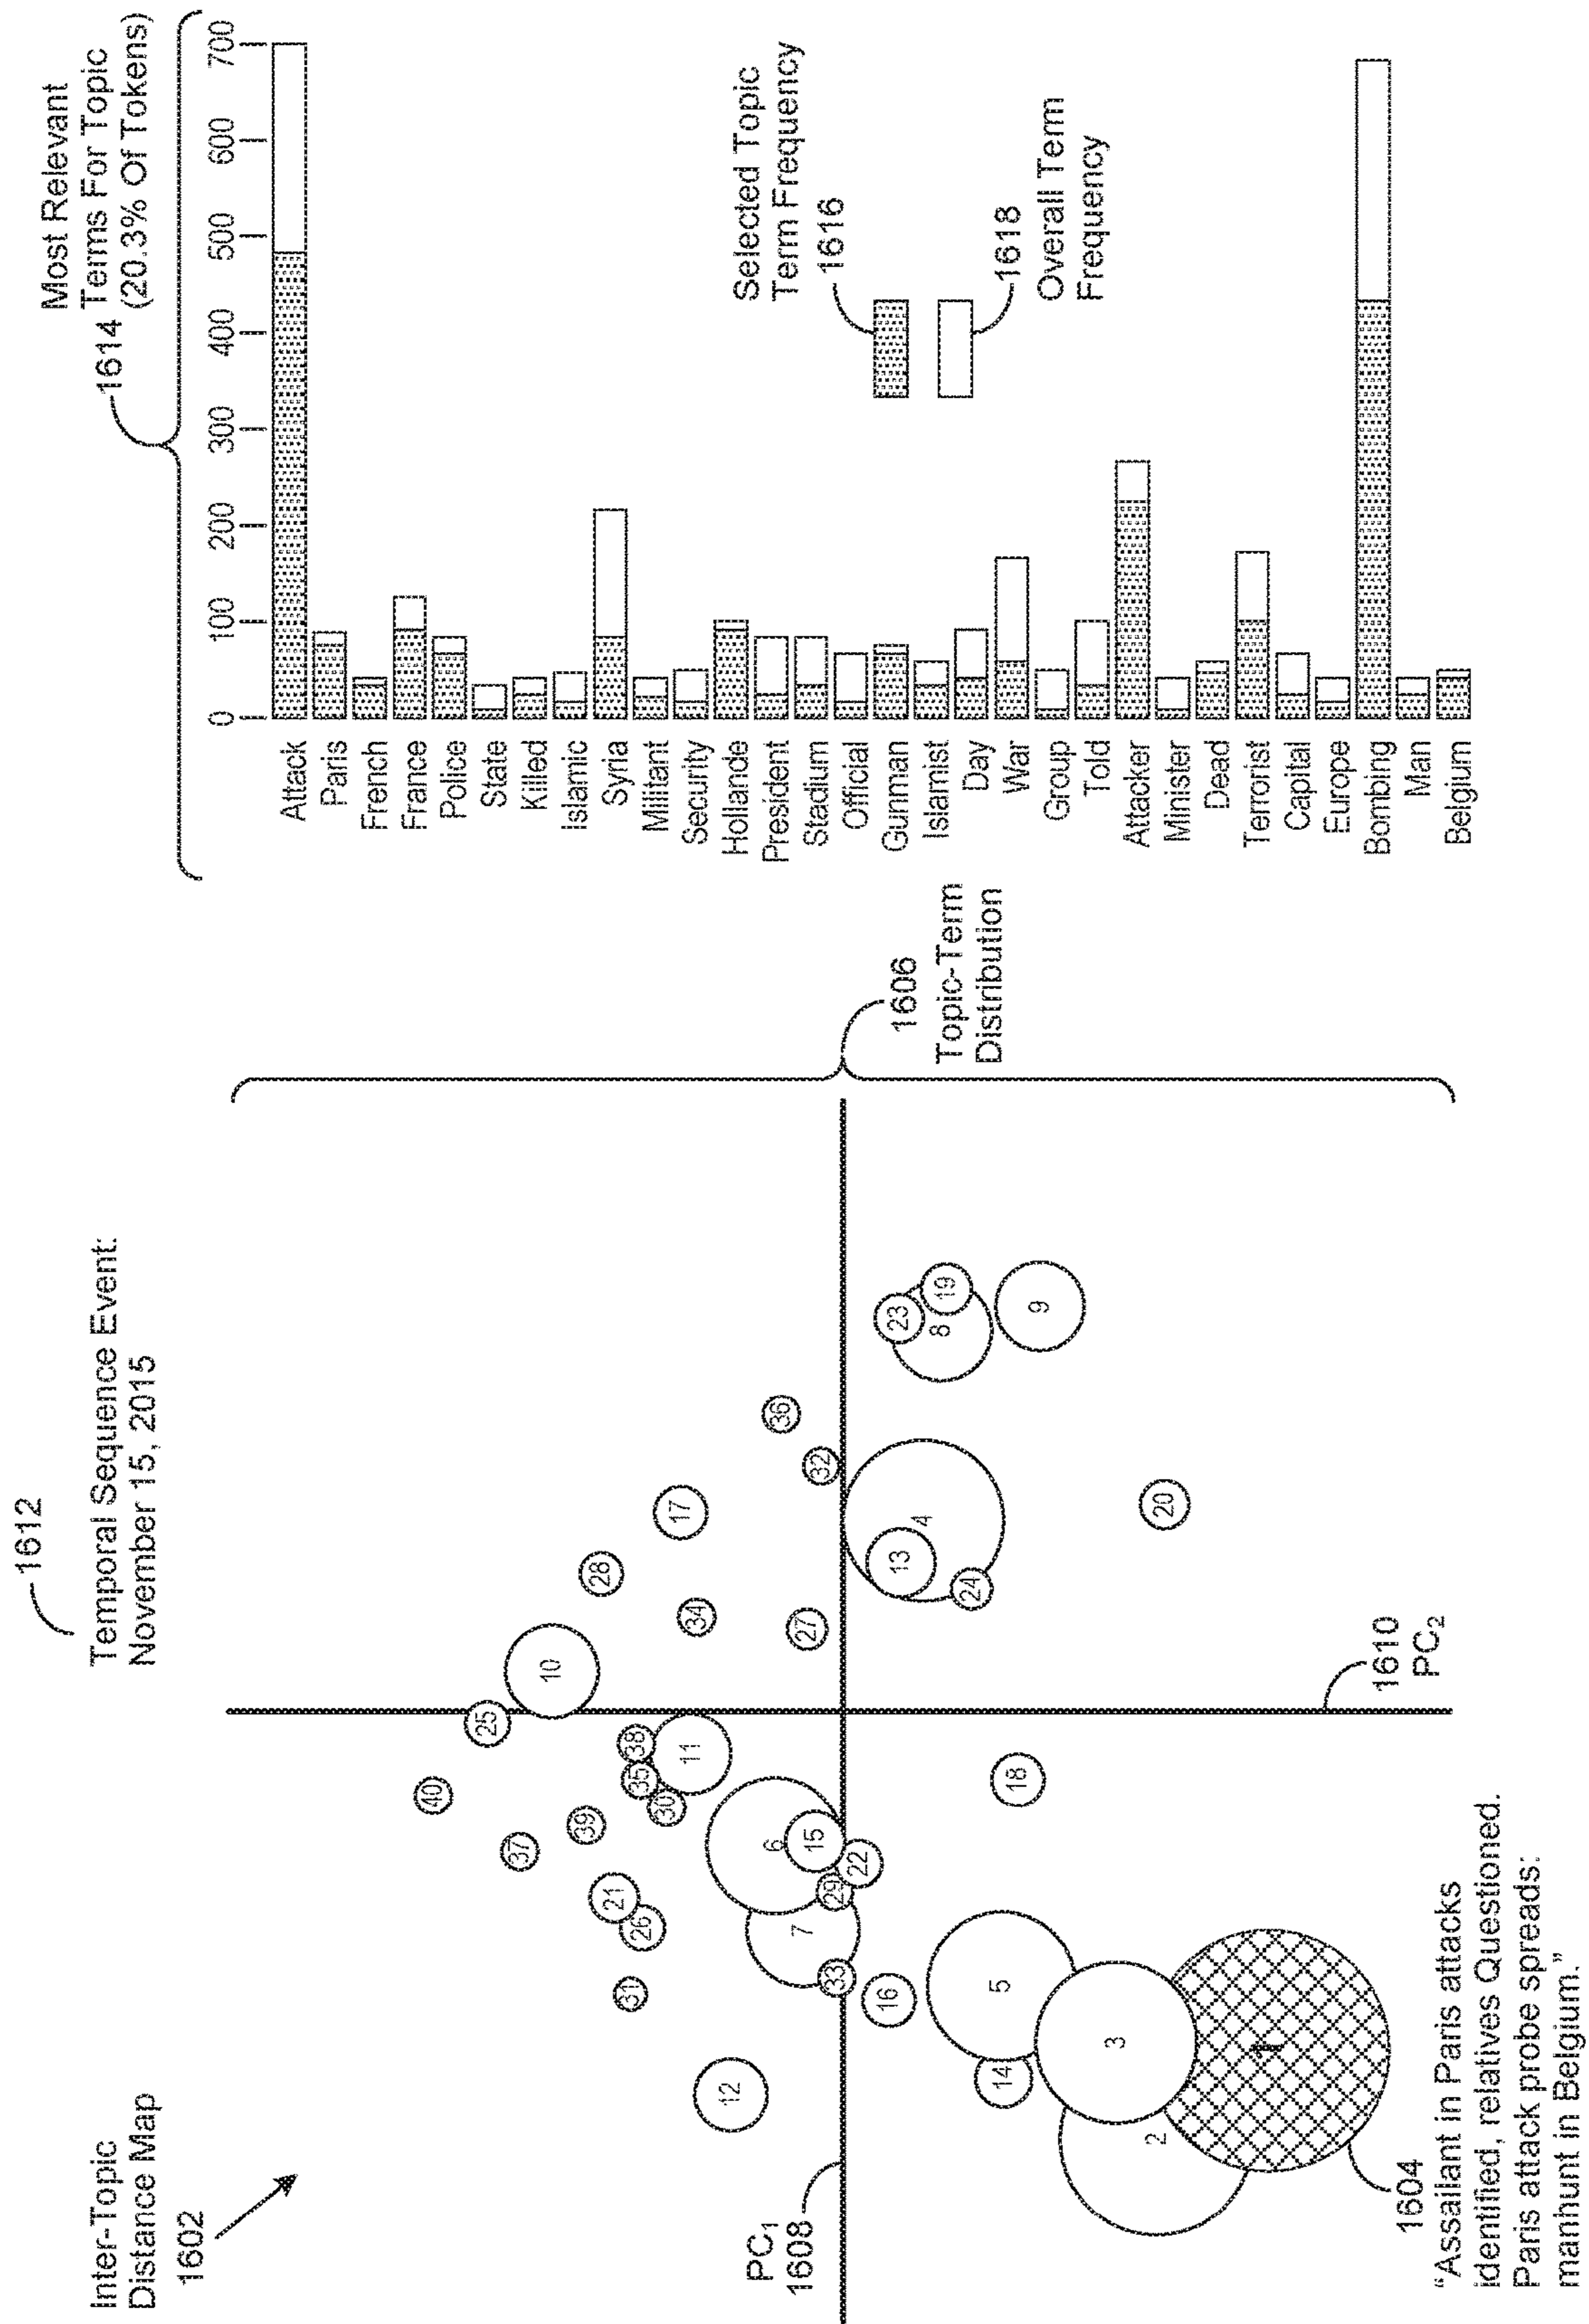 Inter-Topic
Distance Map
1602
1612
Temporal Sequence Event:
November 15, 2015
1614
Most Relevant
Terms For Topic
(20.3% Of Tokens)
0
100
200
300
400
500
600
700
Attack
Paris
French
France
Police
State
Killed
Islamic
Syria
Militant
Security
Hollande
President
Stadium
Official
Gunman
Islamist
Day
War
Group
Told
Attacker
Minister
Dead
Terrorist
Capital
Europe
Bombing
Man
Belgium
Selected Topic
Term Frequency
1616
1618
Overall Term
Frequency
1606
Topic-Term
Distribution
PC1
1608
1610
PC2
40
25
37
10
39
28
21
31
26
35
38
30
17
34
11
12
36
6
7
15
27
32
33
29
22
16
23
13
4
8
19
5
14
24
18
9
3
2
20
1
1604
"Assailant in Paris attacks
identified, relatives Questioned.
Paris attack probe spreads:
manhunt in Belgium."